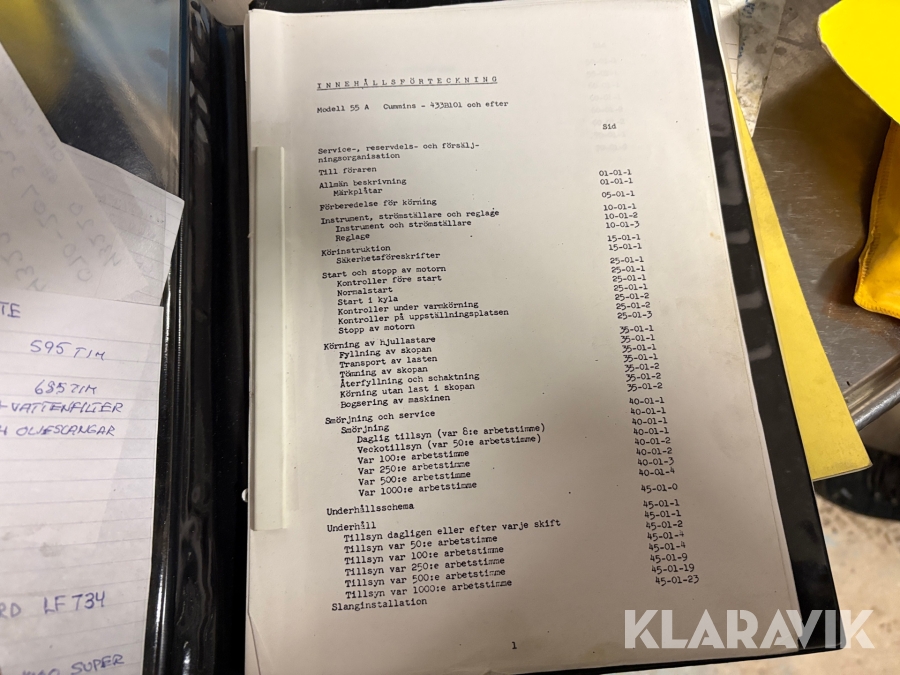 INNEHÅLLSFÖRTECKNING
Modell 55 A Cummins - 433B101 och efter
Sid
Service-, reservdels- och försälj-
ningsorganisation
Till föraren
Allmän beskrivning 01-01-1
Märkplåtar 01-01-1
Förberedelse för körning 05-01-1
Instrument, strömställare och reglage 10-01-1
Instrument och strömställare 10-01-2
Reglage 10-01-3
Körinstruktion 15-01-1
Säkerhetsföreskrifter 15-01-1
Start och stopp av motorn 25-01-1
Kontroller före start 25-01-1
Normalstart 25-01-1
Start i kyla 25-01-1
Kontroller under varmkörning 25-01-2
Kontroller på uppställningsplatsen 25-01-2
Stopp av motorn 25-01-3
Körning av hjullastare 35-01-1
Fyllning av skopan 35-01-1
Transport av lasten 35-01-1
Tömning av skopan 35-01-1
Återfyllning och schaktning 35-01-2
Körning utan last i skopan 35-01-2
Bogsering av maskinen 35-01-2
Smörjning och service 40-01-1
Smörjning 40-01-1
Daglig tillsyn (var 8:e arbetstimme) 40-01-1
Veckotillsyn (var 50:e arbetstimme) 40-01-1
Var 100:e arbetstimme 40-01-2
Var 250:e arbetstimme 40-01-2
Var 500:e arbetstimme 40-01-3
Var 1000:e arbetstimme 40-01-4
Underhållsschema 45-01-0
Underhåll 45-01-1
Tillsyn dagligen eller efter varje skift 45-01-1
Tillsyn var 50:e arbetstimme 45-01-2
Tillsyn var 100:e arbetstimme 45-01-4
Tillsyn var 250:e arbetstimme 45-01-4
Tillsyn var 500:e arbetstimme 45-01-9
Tillsyn var 1000:e arbetstimme 45-01-19
Slanginstallation 45-01-23
1
TE
595 TIM
685 TIM
VATTENFILTER
OLJESLANGAR
RD LF 734
SUPER
KLARAVIK